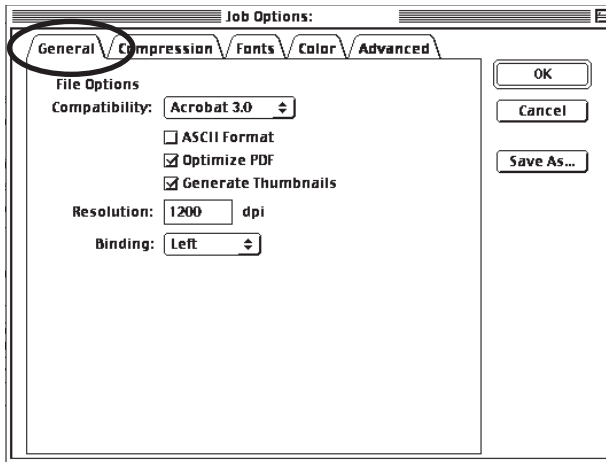 Job Options:
General Compression Fonts Color Advanced
File Options
Compatibility: Acrobat 3.0
ASCII Format
Optimize PDF
Generate Thumbnails
Resolution: 1200 dpi
Binding: Left
OK
Cancel
Save As...